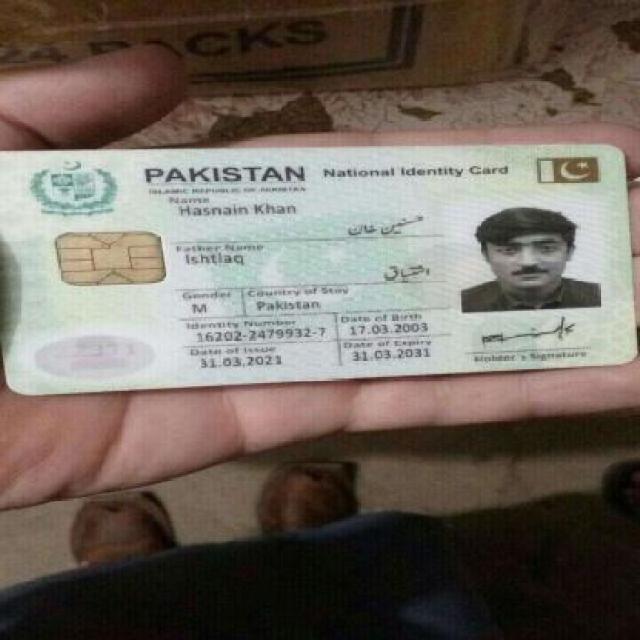 24 PACKS
PAKISTAN National Identity Card
ISLAMIC REPUBLIC OF PAKISTAN
Name
Hasnain Khan
حسنین خان
Father Name
Ishtiaq
اشتیاق
Gender Country of Stay
M Pakistan
Identity Number Date of Birth
16202-2479932-7 17.03.2003
Date of Issue Date of Expiry
31.03.2021 31.03.2031
Holder's Signature